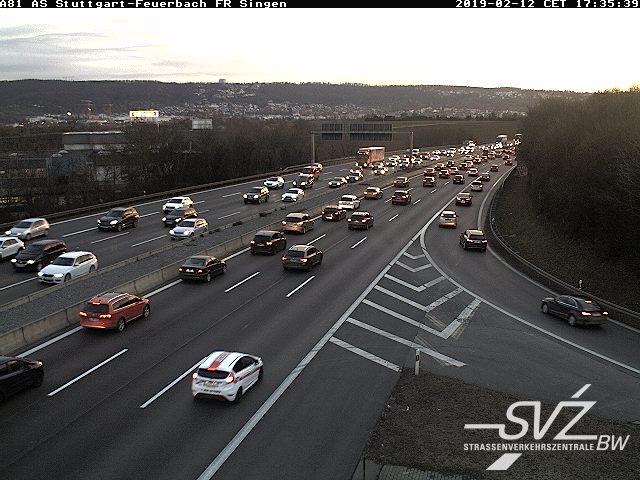 A81 AS Stuttgart-Feuerbach FR Singen 2019-02-12 CET 17:35:39
SVZ
STRASSENVERKEHRSZENTRALE BW